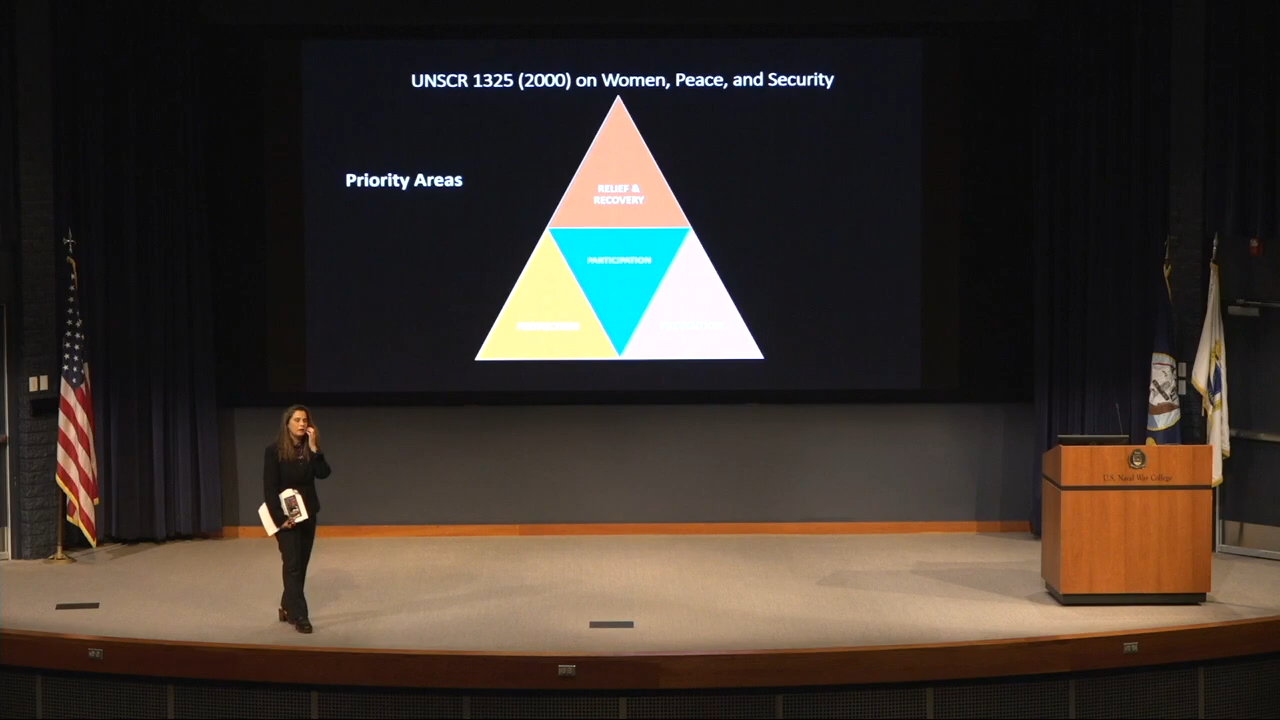 UNSCR 1325 (2000) on Women, Peace, and Security
Priority Areas
RELIEF &
RECOVERY
PARTICIPATION
U.S. Naval War College